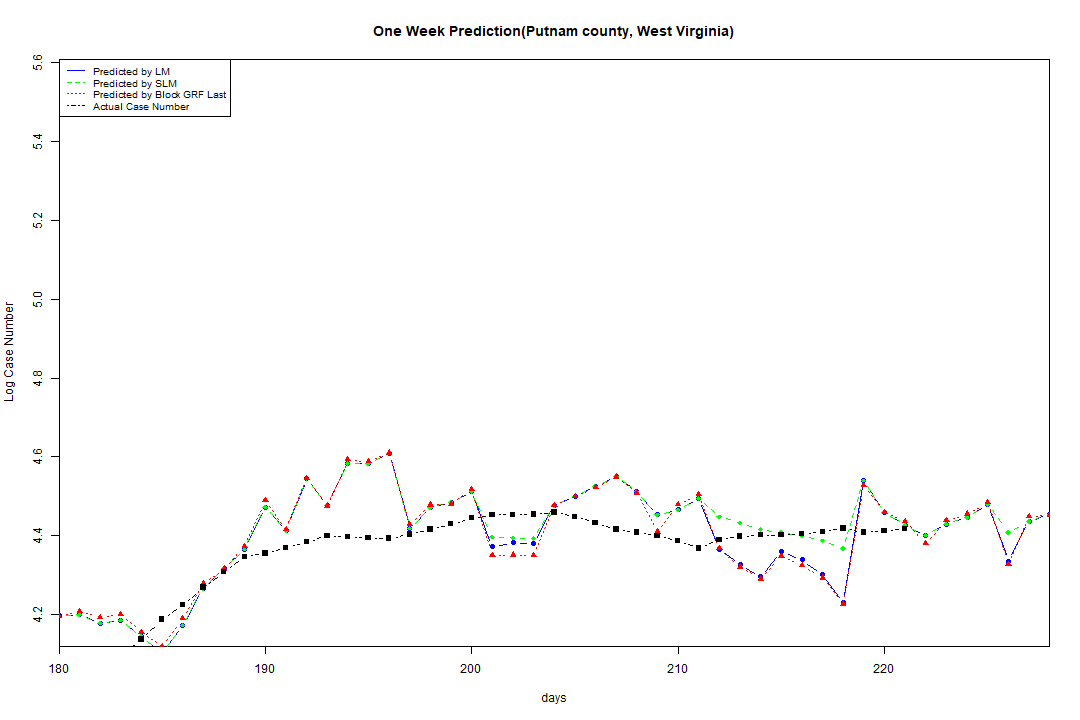 One Week Prediction(Putnam county, West Virginia)
Predicted by LM
Predicted by SLM
Predicted by Block GRF Last
Actual Case Number
Log Case Number
5.6
5.4
5.2
5.0
4.8
4.6
4.4
4.2
180 190 200 210 220
days